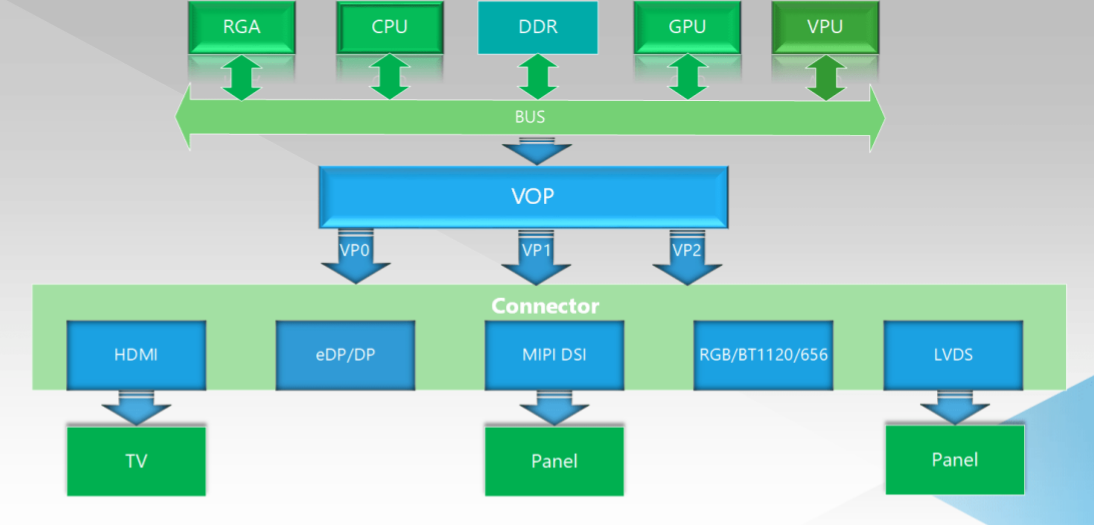 RGA
CPU
DDR
GPU
VPU
BUS
VOP
VP0
VP1
VP2
Connector
HDMI
eDP/DP
MIPI DSI
RGB/BT1120/656
LVDS
TV
Panel
Panel